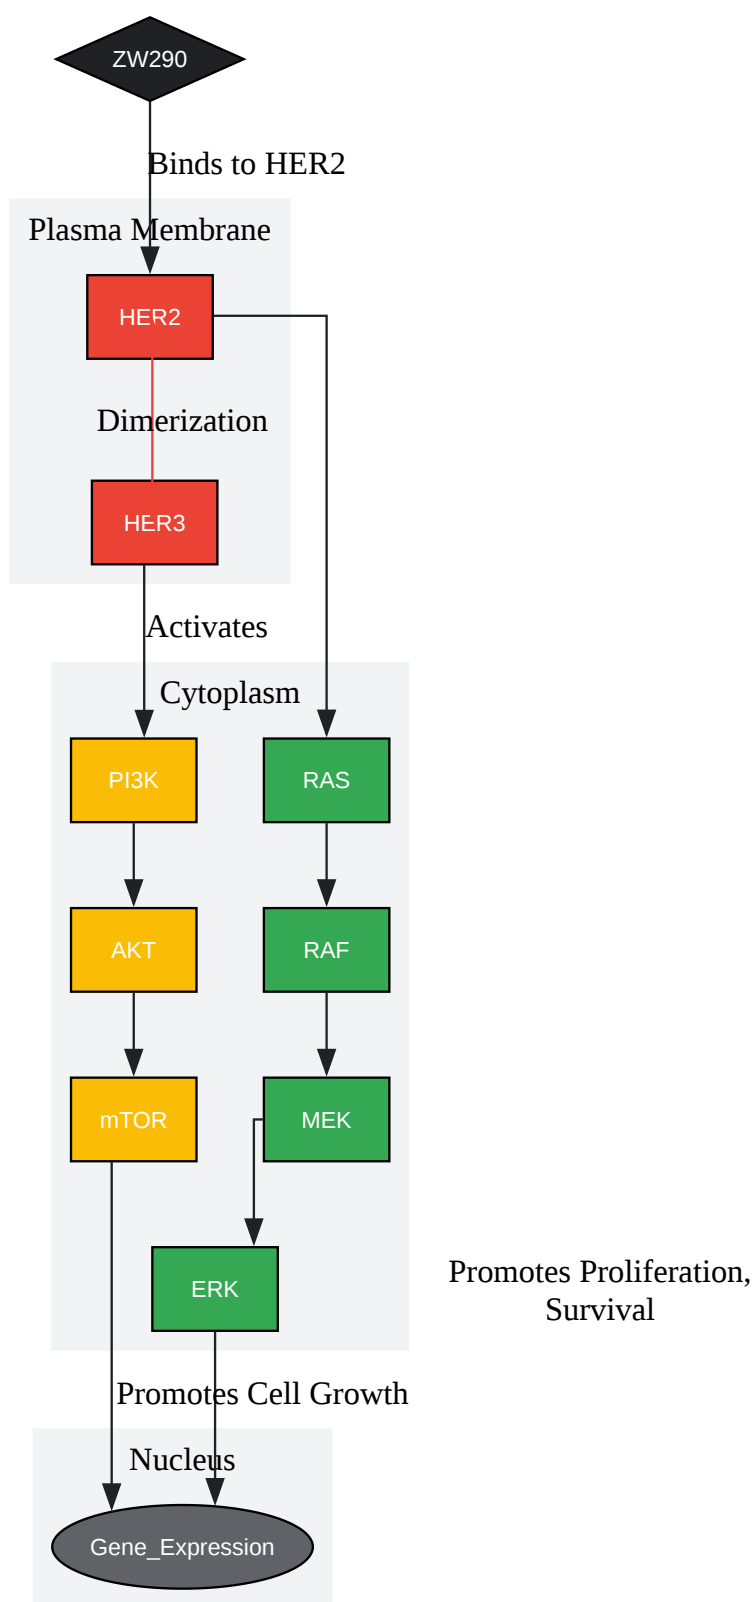 ZW290
Binds to HER2
Plasma Membrane
HER2
Dimerization
HER3
Activates
Cytoplasm
PI3K
RAS
AKT
RAF
mTOR
MEK
ERK
Promotes Proliferation,
Survival
Promotes Cell Growth
Nucleus
Gene_Expression